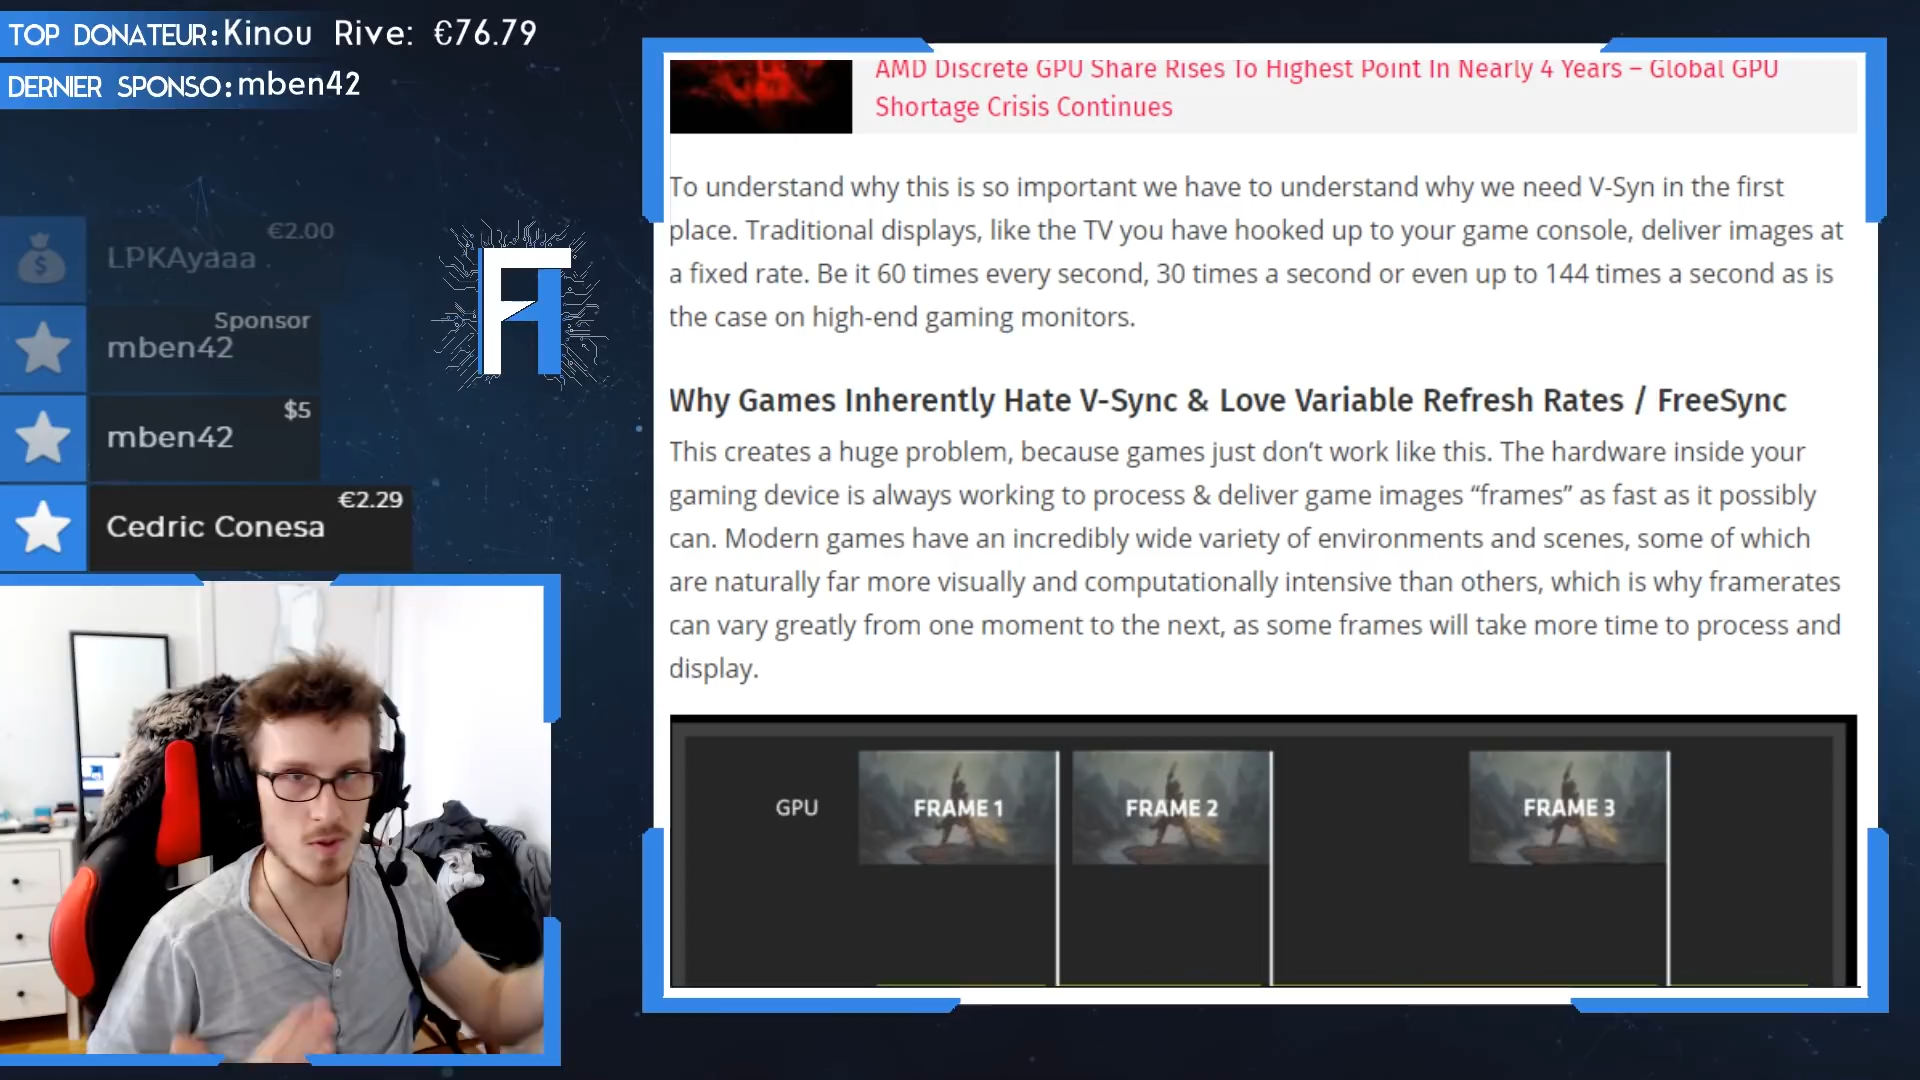 TOP DONATEUR:Kinou Rive: €76.79
DERNIER SPONSO:mben42
€2.00
LPKAyaaa
Sponsor
mben42
$5
mben42
€2.29
Cedric Conesa
AMD Discrete GPU Share Rises To Highest Point In Nearly 4 Years – Global GPU
Shortage Crisis Continues
To understand why this is so important we have to understand why we need V-Syn in the first
place. Traditional displays, like the TV you have hooked up to your game console, deliver images at
a fixed rate. Be it 60 times every second, 30 times a second or even up to 144 times a second as is
the case on high-end gaming monitors.
Why Games Inherently Hate V-Sync & Love Variable Refresh Rates / FreeSync
This creates a huge problem, because games just don’t work like this. The hardware inside your
gaming device is always working to process & deliver game images “frames” as fast as it possibly
can. Modern games have an incredibly wide variety of environments and scenes, some of which
are naturally far more visually and computationally intensive than others, which is why framerates
can vary greatly from one moment to the next, as some frames will take more time to process and
display.
GPU
FRAME 1
FRAME 2
FRAME 3